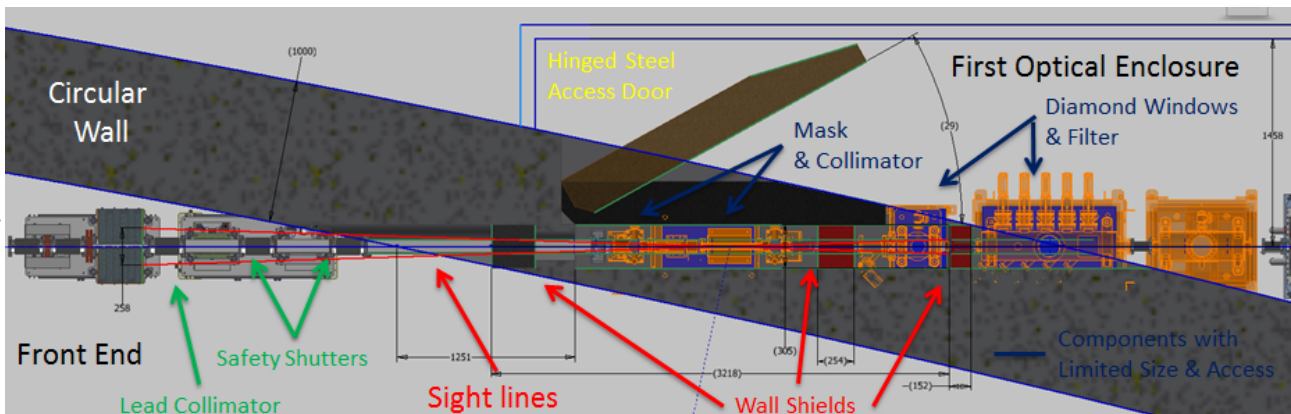 (1000)
Hinged Steel
Access Door
First Optical Enclosure
Circular
Wall
Diamond Windows
& Filter
Mask
& Collimator
(29)
1458
258
Front End
Safety Shutters
1251
Lead Collimator
Sight lines
(305)
(254)
(3218)
(152)
Wall Shields
Components with
Limited Size & Access